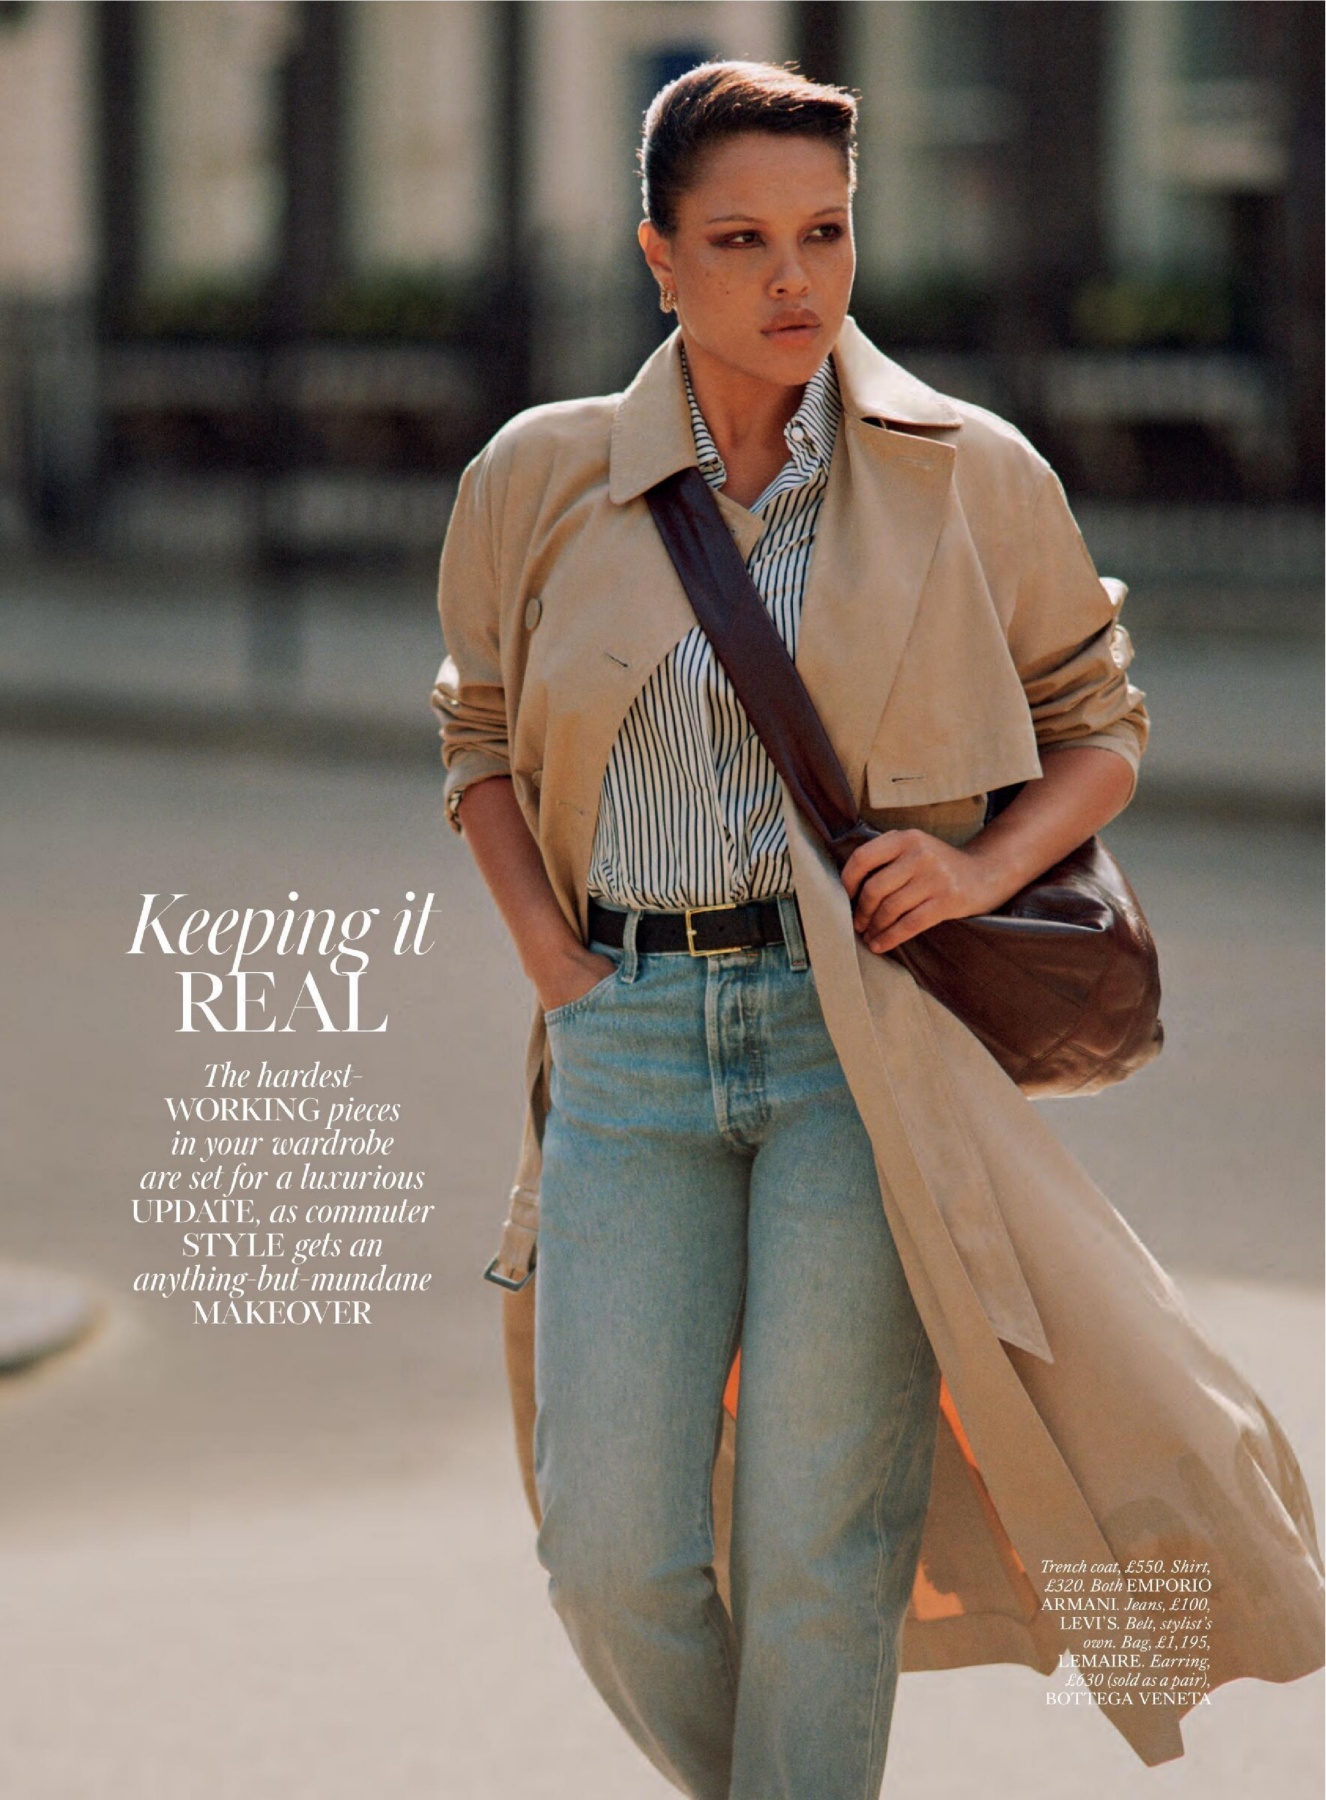 Keeping it
REAL
The hardest-
WORKING pieces
in your wardrobe
are set for a luxurious
UPDATE, as commuter
STYLE gets an
anything-but-mundane
MAKEOVER
Trench coat, £550. Shirt,
£320. Both EMPORIO
ARMANI. Jeans, £100,
LEVI'S. Belt, stylist's
own. Bag, £1,195,
LEMAIRE. Earring,
£630 (sold as a pair),
BOTTEGA VENETA